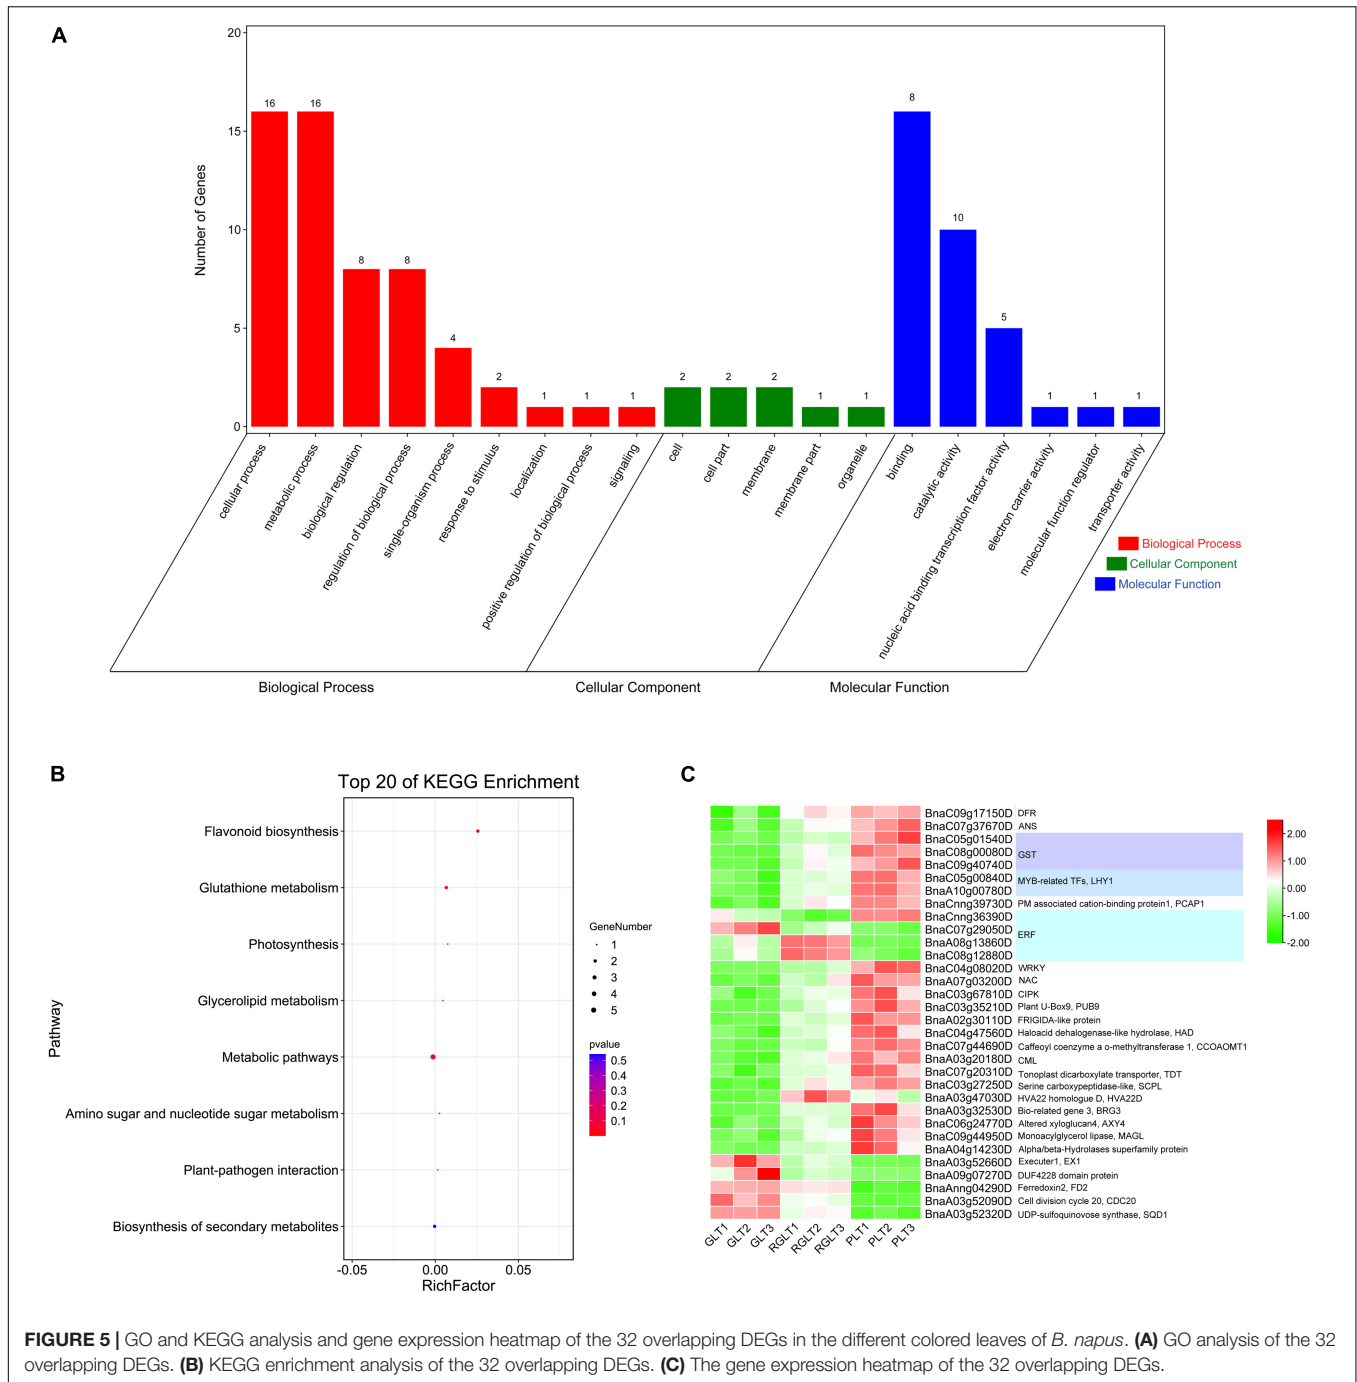 A
20
15
10
5
0
Number of Genes
16
16
8
8
4
2
1
1
1
2
2
2
1
1
8
10
5
1
1
1
cellular process
metabolic process
biological regulation
regulation of biological process
single-organism process
response to stimulus
localization
positive regulation of biological process
signaling
cell
cell part
membrane
membrane part
organelle
binding
catalytic activity
nucleic acid binding transcription factor activity
electron carrier activity
molecular function regulator
transporter activity
Biological Process
Cellular Component
Molecular Function
Biological Process
Cellular Component
Molecular Function
B
Top 20 of KEGG Enrichment
Pathway
Flavonoid biosynthesis
Glutathione metabolism
Photosynthesis
Glycerolipid metabolism
Metabolic pathways
Amino sugar and nucleotide sugar metabolism
Plant-pathogen interaction
Biosynthesis of secondary metabolites
-0.05
0.00
0.05
RichFactor
GeneNumber
1
2
3
4
5
pvalue
0.5
0.4
0.3
0.2
0.1
C
BnaC09g17150D DFR
BnaC07g37670D ANS
BnaC05g01540D
BnaC08g00080D GST
BnaC09g40740D
BnaC05g00840D MYB-related TFs, LHY1
BnaA10g00780D
BnaCnng39730D PM associated cation-binding protein1, PCAP1
BnaCnng36390D
BnaC07g29050D ERF
BnaA08g13860D
BnaC08g12880D
BnaC04g08020D WRKY
BnaA07g03200D NAC
BnaC03g67810D CIPK
BnaC03g35210D Plant U-Box9, PUB9
BnaA02g30110D FRIGIDA-like protein
BnaC04g47560D Haloacid dehalogenase-like hydrolase, HAD
BnaC07g44690D Caffeoyl coenzyme a o-methyltransferase 1, CCOAOMT1
BnaA03g20180D CML
BnaC07g20310D Tonoplast dicarboxylate transporter, TDT
BnaC03g27250D Serine carboxypeptidase-like, SCPL
BnaA03g47030D HVA22 homologue D, HVA22D
BnaA03g32530D Bio-related gene 3, BRG3
BnaC06g24770D Altered xyloglucan4, AXY4
BnaC09g44950D Monoacylglycerol lipase, MAGL
BnaA04g14230D Alpha/beta-Hydrolases superfamily protein
BnaA03g52660D Executer1, EX1
BnaA09g07270D DUF4228 domain protein
BnaAnng04290D Ferredoxin2, FD2
BnaA03g52090D Cell division cycle 20, CDC20
BnaA03g52320D UDP-sulfoquinovose synthase, SQD1
GLT1
GLT2
GLT3
RGLT1
RGLT2
RGLT3
PLT1
PLT2
PLT3
2.00
1.00
0.00
-1.00
-2.00
FIGURE 5 | GO and KEGG analysis and gene expression heatmap of the 32 overlapping DEGs in the different colored leaves of B. napus. (A) GO analysis of the 32
overlapping DEGs. (B) KEGG enrichment analysis of the 32 overlapping DEGs. (C) The gene expression heatmap of the 32 overlapping DEGs.